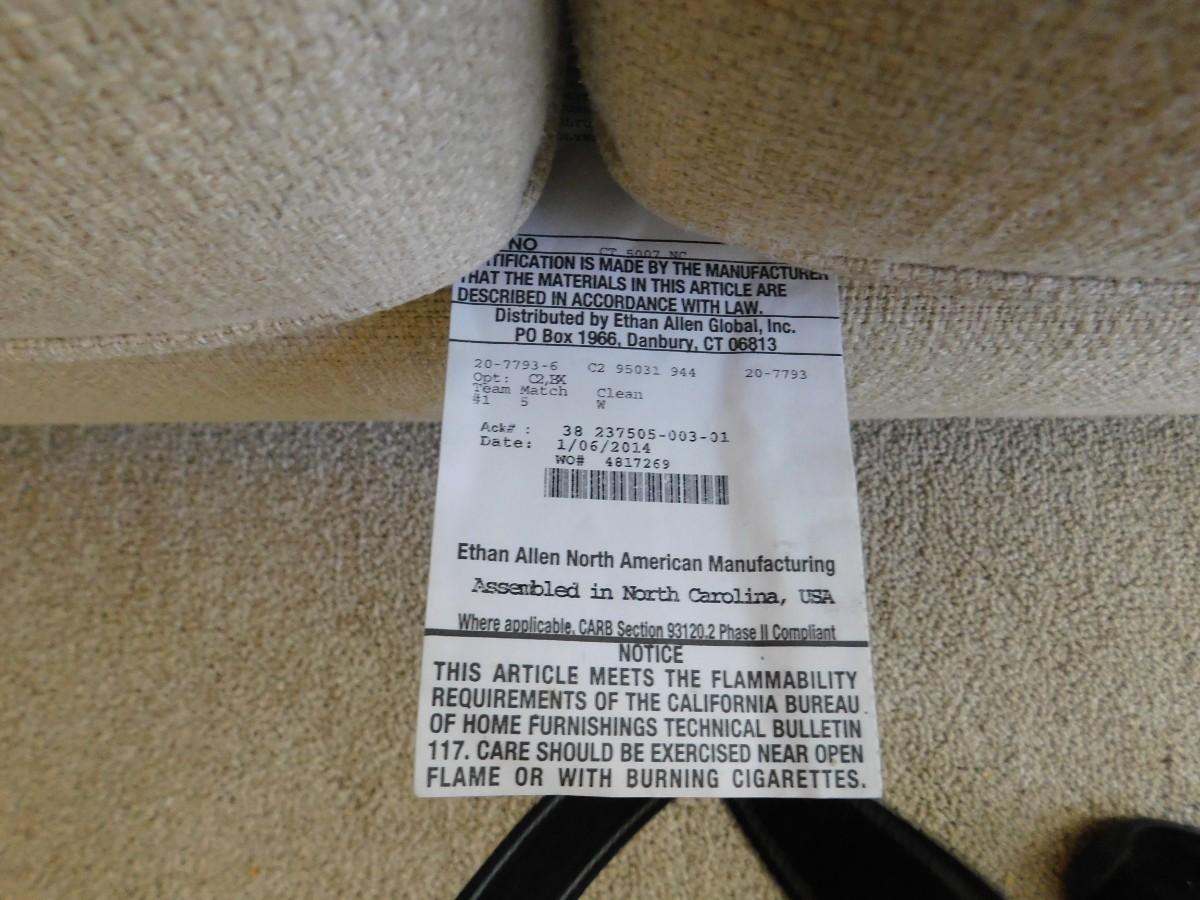 NO CT 5007 NC
TIFICATION IS MADE BY THE MANUFACTURER
THAT THE MATERIALS IN THIS ARTICLE ARE
DESCRIBED IN ACCORDANCE WITH LAW.
Distributed by Ethan Allen Global, Inc.
PO Box 1966, Danbury, CT 06813
20-7793-6 C2 95031 944 20-7793
Opt: C2,BX
Team Match Clean
#1 5 W
Ack# : 38 237505-003-01
Date: 1/06/2014
WO# 4817269
Ethan Allen North American Manufacturing
Assembled in North Carolina, USA
Where applicable, CARB Section 93120.2 Phase II Compliant
NOTICE
THIS ARTICLE MEETS THE FLAMMABILITY
REQUIREMENTS OF THE CALIFORNIA BUREAU
OF HOME FURNISHINGS TECHNICAL BULLETIN
117. CARE SHOULD BE EXERCISED NEAR OPEN
FLAME OR WITH BURNING CIGARETTES.